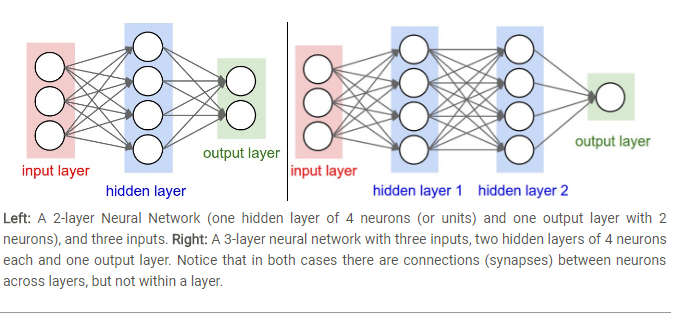 input layer
hidden layer
output layer
input layer
hidden layer 1
hidden layer 2
output layer
Left: A 2-layer Neural Network (one hidden layer of 4 neurons (or units) and one output layer with 2
neurons), and three inputs. Right: A 3-layer neural network with three inputs, two hidden layers of 4 neurons
each and one output layer. Notice that in both cases there are connections (synapses) between neurons
across layers, but not within a layer.